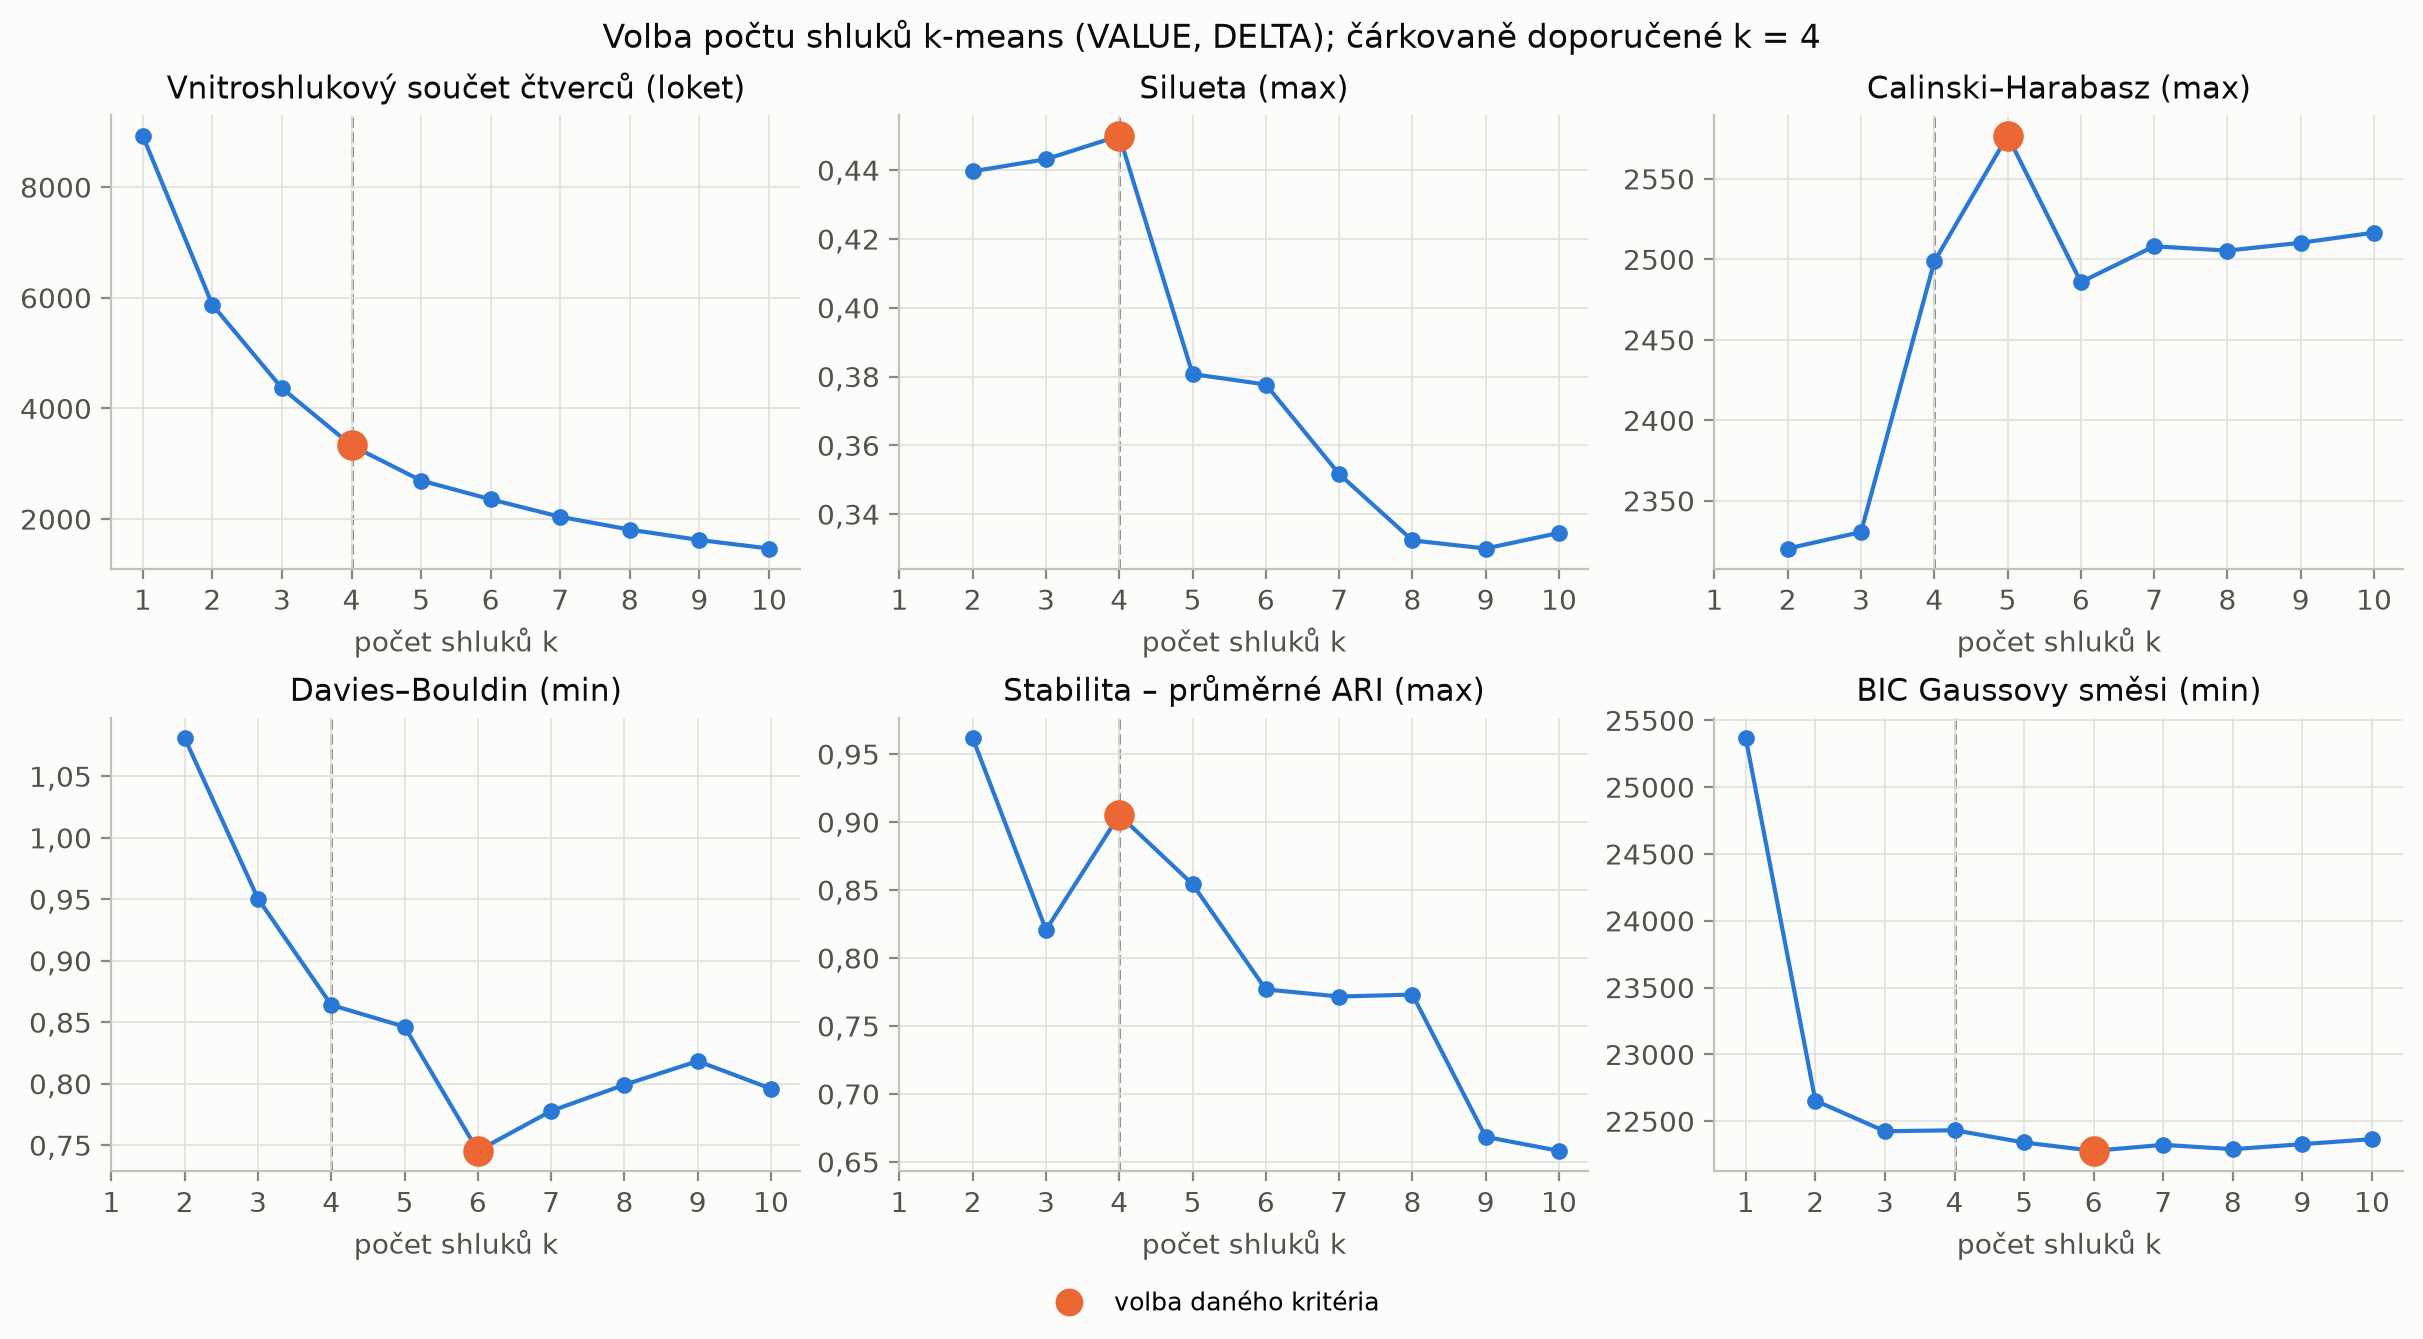 Volba počtu shluků k-means (VALUE, DELTA); čárkovaně doporučené k = 4
Vnitroshlukový součet čtverců (loket)
8000
6000
4000
2000
1 2 3 4 5 6 7 8 9 10
počet shluků k
Silueta (max)
0,44
0,42
0,40
0,38
0,36
0,34
1 2 3 4 5 6 7 8 9 10
počet shluků k
Calinski–Harabasz (max)
2550
2500
2450
2400
2350
1 2 3 4 5 6 7 8 9 10
počet shluků k
Davies–Bouldin (min)
1,05
1,00
0,95
0,90
0,85
0,80
0,75
1 2 3 4 5 6 7 8 9 10
počet shluků k
Stabilita – průměrné ARI (max)
0,95
0,90
0,85
0,80
0,75
0,70
0,65
1 2 3 4 5 6 7 8 9 10
počet shluků k
BIC Gaussovy směsi (min)
25500
25000
24500
24000
23500
23000
22500
1 2 3 4 5 6 7 8 9 10
počet shluků k
volba daného kritéria